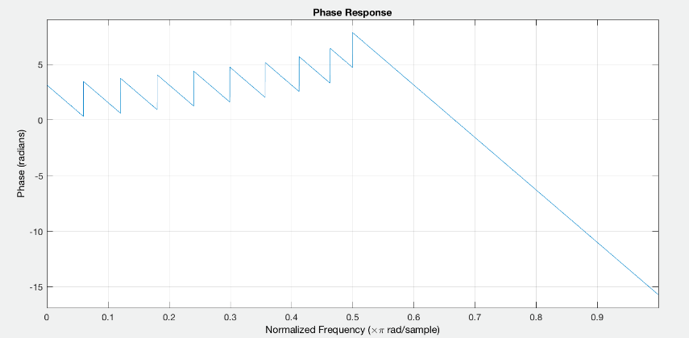 Phase Response
5
0
-5
-10
-15
Phase (radians)
0 0.1 0.2 0.3 0.4 0.5 0.6 0.7 0.8 0.9
Normalized Frequency (×π rad/sample)